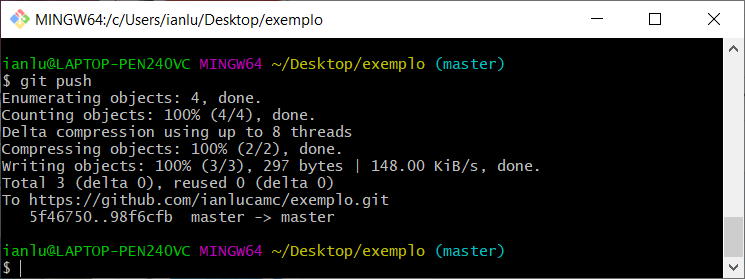 MINGW64:/c/Users/ianlu/Desktop/exemplo
ianlu@LAPTOP-PEN24OVC MINGW64 ~/Desktop/exemplo (master)
$ git push
Enumerating objects: 4, done.
Counting objects: 100% (4/4), done.
Delta compression using up to 8 threads
Compressing objects: 100% (2/2), done.
Writing objects: 100% (3/3), 297 bytes | 148.00 KiB/s, done.
Total 3 (delta 0), reused 0 (delta 0)
To https://github.com/ianlucamc/exemplo.git
   5f46750..98f6cfb  master -> master
ianlu@LAPTOP-PEN24OVC MINGW64 ~/Desktop/exemplo (master)
$